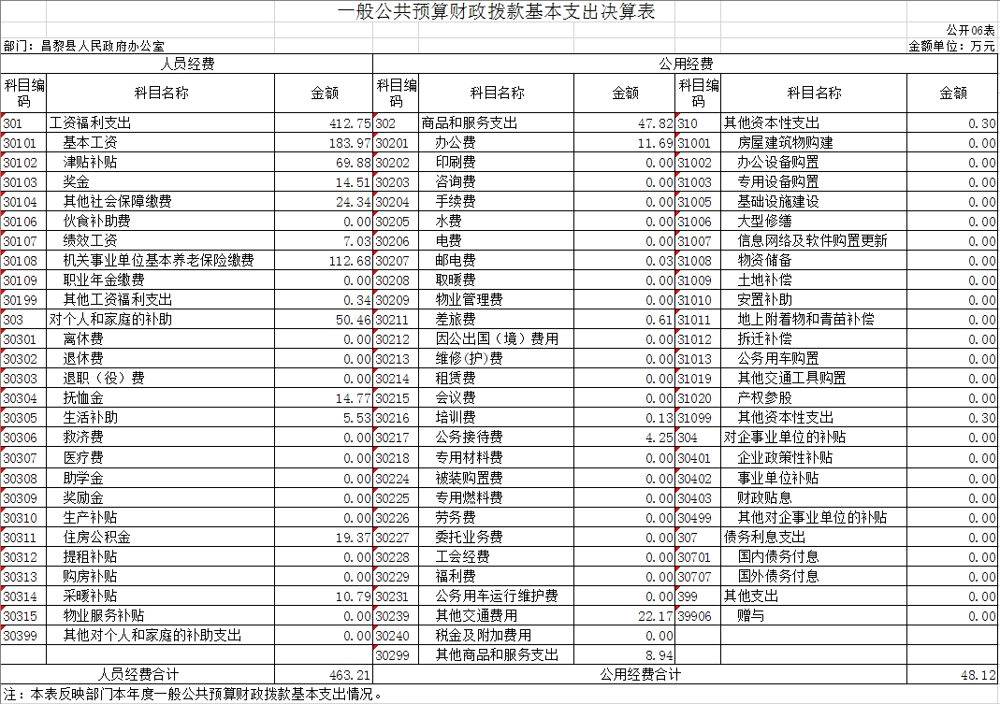 一般公共预算财政拨款基本支出决算表
公开06表
部门：昌黎县人民政府办公室 金额单位：万元
人员经费 公用经费
科目编码 科目名称 金额 科目编码 科目名称 金额 科目编码 科目名称 金额
301 工资福利支出 412.75 302 商品和服务支出 47.82 310 其他资本性支出 0.30
30101 基本工资 183.97 30201 办公费 11.69 31001 房屋建筑物购建 0.00
30102 津贴补贴 69.88 30202 印刷费 0.00 31002 办公设备购置 0.00
30103 奖金 14.51 30203 咨询费 0.00 31003 专用设备购置 0.00
30104 其他社会保障缴费 24.34 30204 手续费 0.00 31005 基础设施建设 0.00
30106 伙食补助费 0.00 30205 水费 0.00 31006 大型修缮 0.00
30107 绩效工资 7.03 30206 电费 0.00 31007 信息网络及软件购置更新 0.00
30108 机关事业单位基本养老保险缴费 112.68 30207 邮电费 0.03 31008 物资储备 0.00
30109 职业年金缴费 0.00 30208 取暖费 0.00 31009 土地补偿 0.00
30199 其他工资福利支出 0.34 30209 物业管理费 0.00 31010 安置补助 0.00
303 对个人和家庭的补助 50.46 30211 差旅费 0.61 31011 地上附着物和青苗补偿 0.00
30301 离休费 0.00 30212 因公出国（境）费用 0.00 31012 拆迁补偿 0.00
30302 退休费 0.00 30213 维修(护)费 0.00 31013 公务用车购置 0.00
30303 退职（役）费 0.00 30214 租赁费 0.00 31019 其他交通工具购置 0.00
30304 抚恤金 14.77 30215 会议费 0.00 31020 产权参股 0.00
30305 生活补助 5.53 30216 培训费 0.13 31099 其他资本性支出 0.30
30306 救济费 0.00 30217 公务接待费 4.25 304 对企事业单位的补贴 0.00
30307 医疗费 0.00 30218 专用材料费 0.00 30401 企业政策性补贴 0.00
30308 助学金 0.00 30224 被装购置费 0.00 30402 事业单位补贴 0.00
30309 奖励金 0.00 30225 专用燃料费 0.00 30403 财政贴息 0.00
30310 生产补贴 0.00 30226 劳务费 0.00 30499 其他对企事业单位的补贴 0.00
30311 住房公积金 19.37 30227 委托业务费 0.00 307 债务利息支出 0.00
30312 提租补贴 0.00 30228 工会经费 0.00 30701 国内债务付息 0.00
30313 购房补贴 0.00 30229 福利费 0.00 30707 国外债务付息 0.00
30314 采暖补贴 10.79 30231 公务用车运行维护费 0.00 399 其他支出 0.00
30315 物业服务补贴 0.00 30239 其他交通费用 22.17 39906 赠与 0.00
30399 其他对个人和家庭的补助支出 0.00 30240 税金及附加费用 0.00
30299 其他商品和服务支出 8.94
人员经费合计 463.21 公用经费合计 48.12
注：本表反映部门本年度一般公共预算财政拨款基本支出情况。